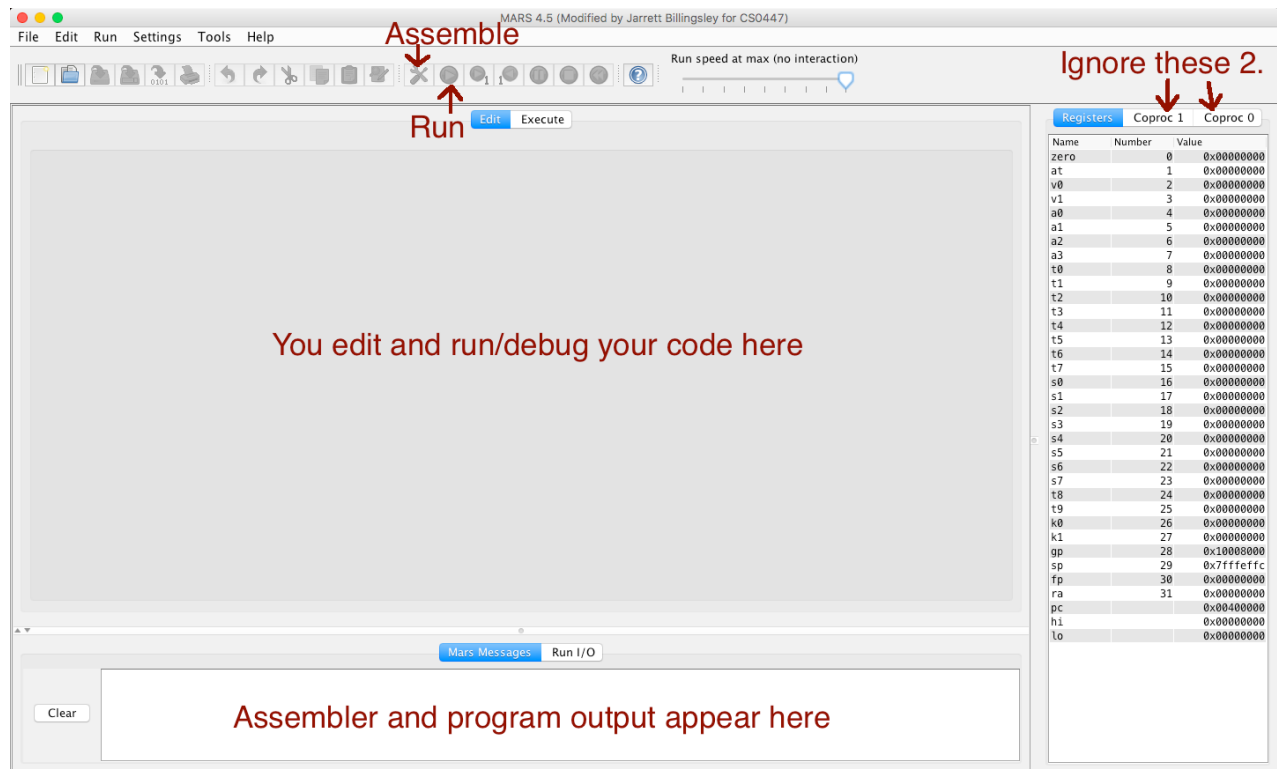 MARS 4.5 (Modified by Jarrett Billingsley for CS0447)
File Edit Run Settings Tools Help
Assemble
Run speed at max (no interaction)
Ignore these 2.
0101
1 1
Run
Edit Execute
Registers Coproc 1 Coproc 0
Name Number Value
zero 0 0x00000000
at 1 0x00000000
v0 2 0x00000000
v1 3 0x00000000
a0 4 0x00000000
a1 5 0x00000000
a2 6 0x00000000
a3 7 0x00000000
t0 8 0x00000000
t1 9 0x00000000
t2 10 0x00000000
t3 11 0x00000000
t4 12 0x00000000
t5 13 0x00000000
t6 14 0x00000000
t7 15 0x00000000
s0 16 0x00000000
s1 17 0x00000000
s2 18 0x00000000
s3 19 0x00000000
s4 20 0x00000000
s5 21 0x00000000
s6 22 0x00000000
s7 23 0x00000000
t8 24 0x00000000
t9 25 0x00000000
k0 26 0x00000000
k1 27 0x00000000
gp 28 0x10008000
sp 29 0x7fffeffc
fp 30 0x00000000
ra 31 0x00000000
pc 0x00400000
hi 0x00000000
lo 0x00000000
You edit and run/debug your code here
Mars Messages Run I/O
Clear
Assembler and program output appear here